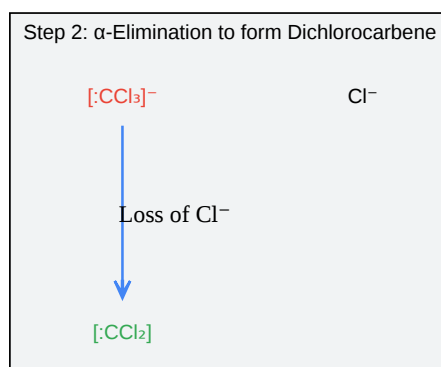 Step 2: α-Elimination to form Dichlorocarbene
[:CCl₃]⁻
Cl⁻
Loss of Cl⁻
[:CCl₂]